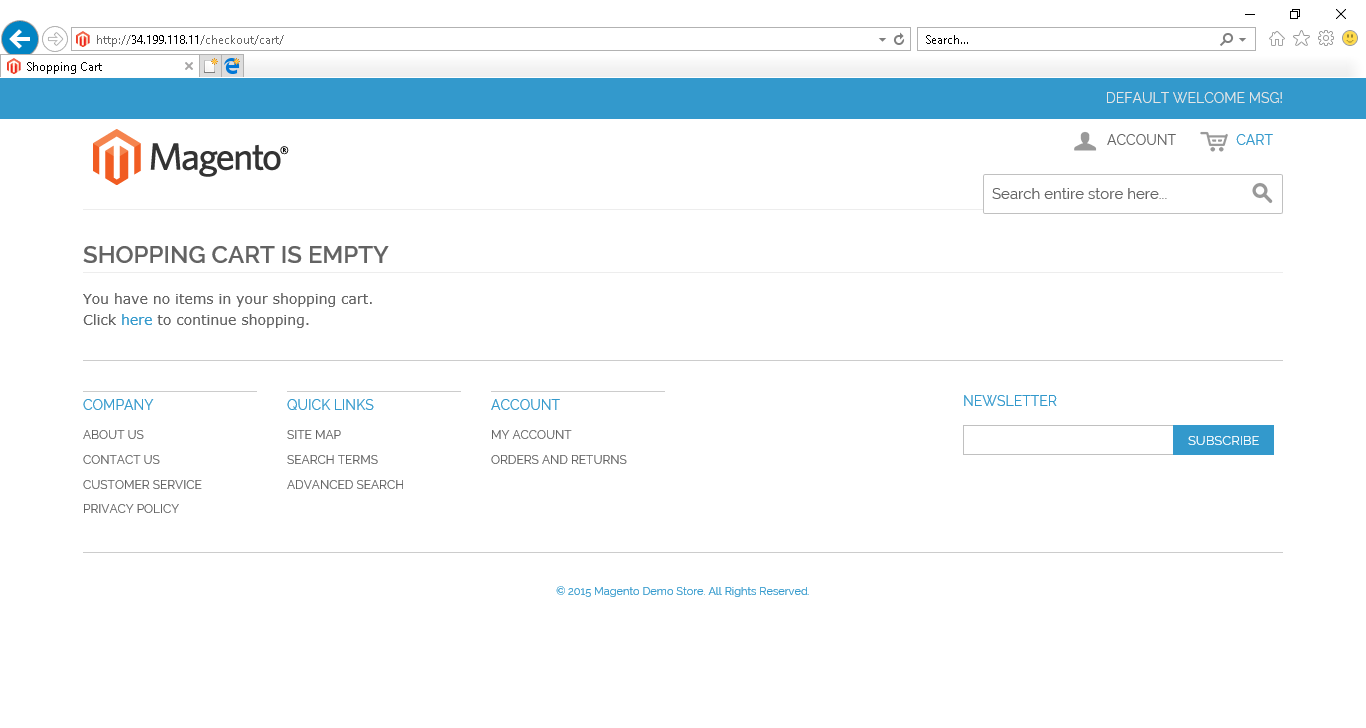 http://34.199.118.11/checkout/cart/
Search...
Shopping Cart
DEFAULT WELCOME MSG!
Magento®
ACCOUNT
CART
Search entire store here...
SHOPPING CART IS EMPTY
You have no items in your shopping cart.
Click here to continue shopping.
COMPANY
ABOUT US
CONTACT US
CUSTOMER SERVICE
PRIVACY POLICY
QUICK LINKS
SITE MAP
SEARCH TERMS
ADVANCED SEARCH
ACCOUNT
MY ACCOUNT
ORDERS AND RETURNS
NEWSLETTER
SUBSCRIBE
© 2015 Magento Demo Store. All Rights Reserved.